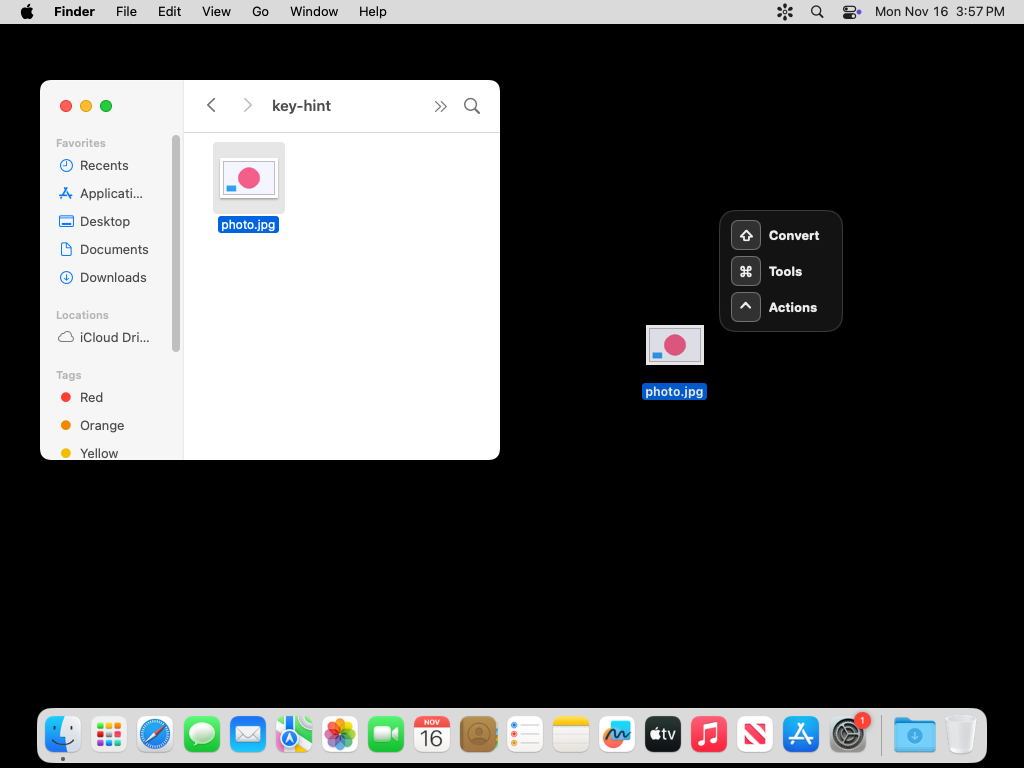 Finder File Edit View Go Window Help Mon Nov 16 3:57 PM
key-hint
Favorites
Recents
Applicati...
Desktop
Documents
Downloads
Locations
iCloud Dri...
Tags
Red
Orange
Yellow
photo.jpg
⇧ Convert
⌘ Tools
^ Actions
photo.jpg
NOV
16
tv
1